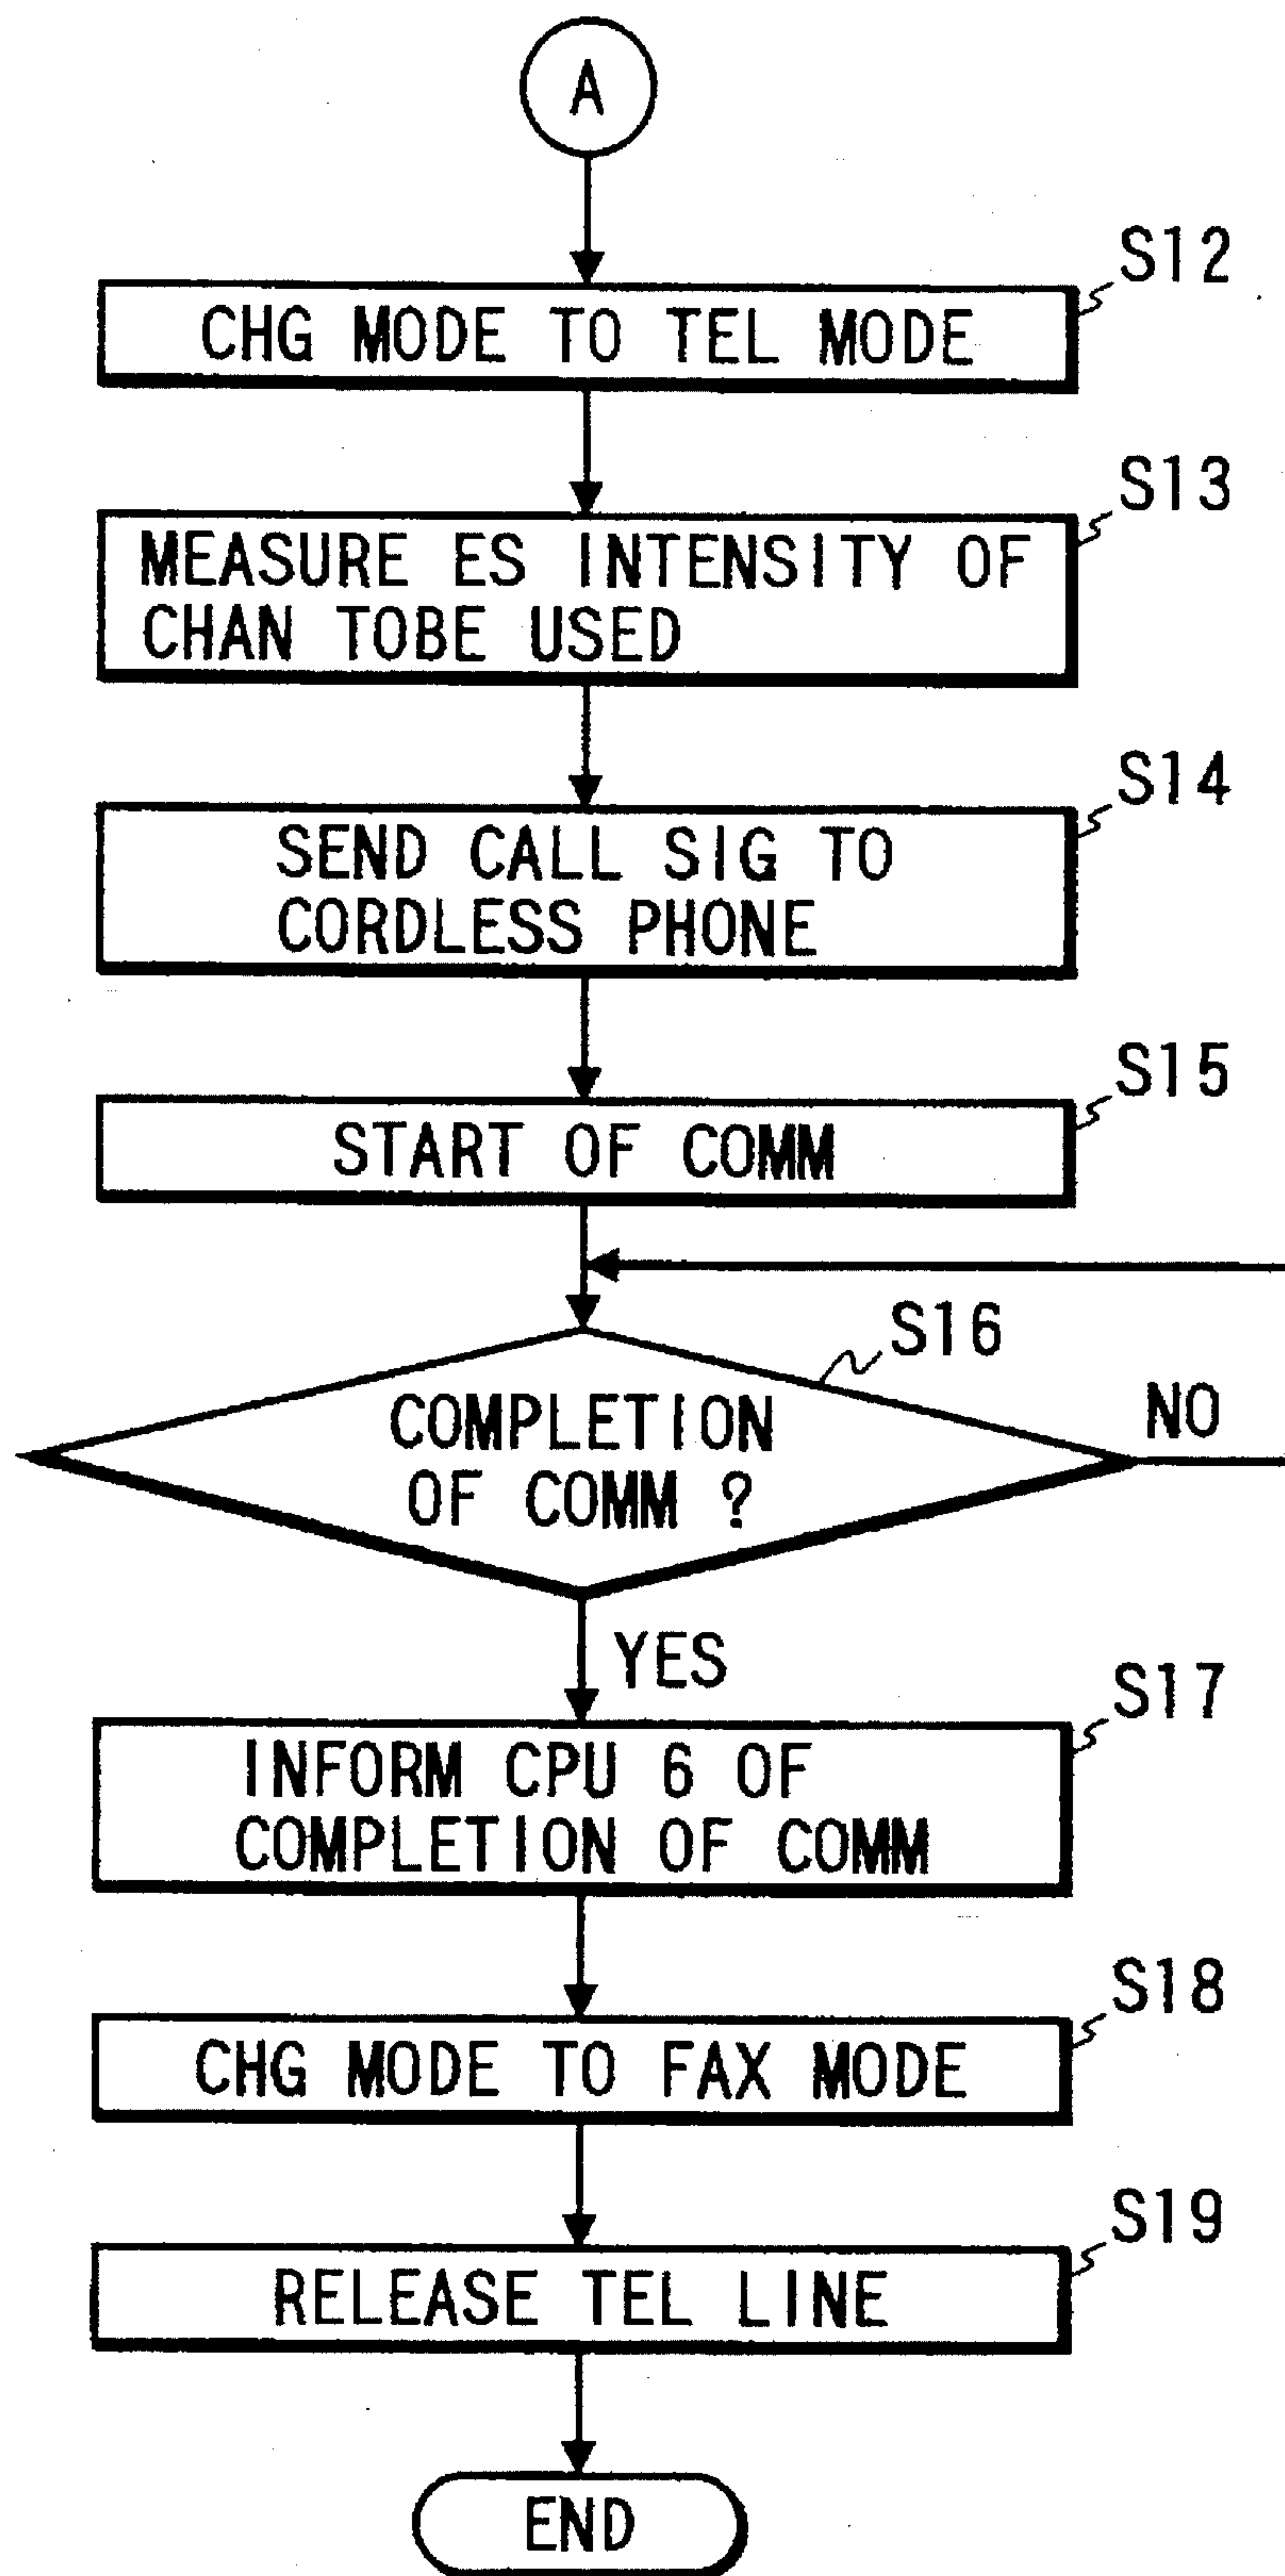 A
S12
CHG MODE TO TEL MODE
S13
MEASURE ES INTENSITY OF
CHAN TOBE USED
S14
SEND CALL SIG TO
CORDLESS PHONE
S15
START OF COMM
S16
COMPLETION
OF COMM ?
NO
YES
S17
INFORM CPU 6 OF
COMPLETION OF COMM
S18
CHG MODE TO FAX MODE
S19
RELEASE TEL LINE
END